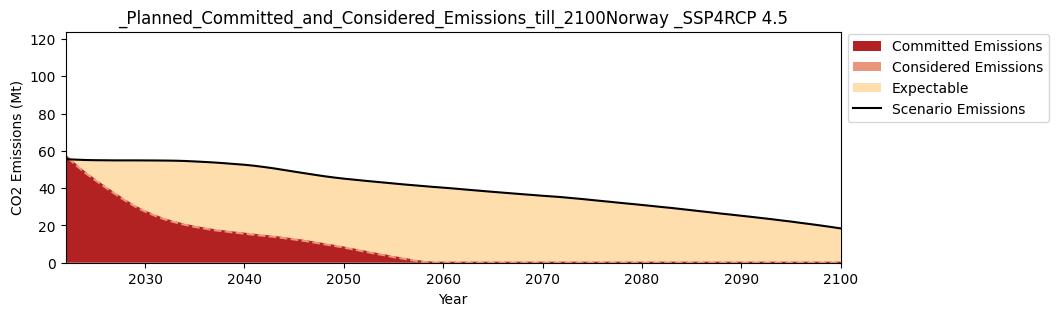 _Planned_Committed_and_Considered_Emissions_till_2100Norway _SSP4RCP 4.5
120
100
80
60
40
20
0
CO2 Emissions (Mt)
2030 2040 2050 2060 2070 2080 2090 2100
Year
Committed Emissions
Considered Emissions
Expectable
Scenario Emissions